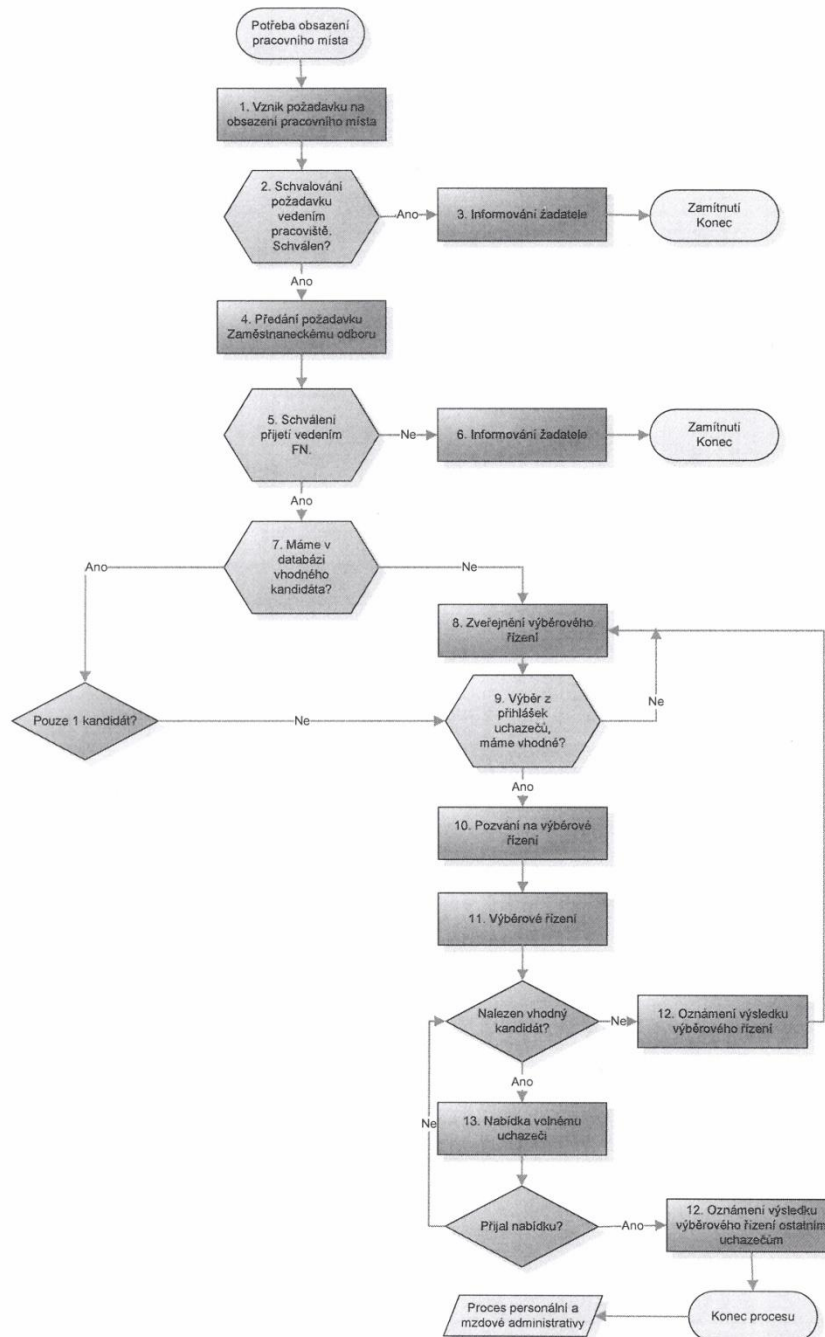 Potřeba obsazení
pracovního místa
1. Vznik požadavku na
obsazení pracovního místa
2. Schvalování
požadavku
vedením
pracoviště.
Schválen?
Ano
3. Informování žadatele
Zamítnutí
Konec
Ano
4. Předání požadavku
Zaměstnaneckému odboru
5. Schválení
přijetí vedením
FN.
Ne
6. Informování žadatele
Zamítnutí
Konec
Ano
7. Máme v
databázi
vhodného
kandidáta?
Ano
Ne
8. Zveřejnění výběrového
řízení
Pouze 1 kandidát?
Ne
9. Výběr z
přihlášek
uchazečů,
máme vhodné?
Ne
Ano
10. Pozvání na výběrové
řízení
11. Výběrové řízení
Nalezen vhodný
kandidát?
Ne
12. Oznámení výsledku
výběrového řízení
Ano
13. Nabídka volnému
uchazeči
Ne
Přijal nabídku?
Ano
12. Oznámení výsledku
výběrového řízení ostatním
uchazečům
Proces personální a
mzdové administrativy
Konec procesu